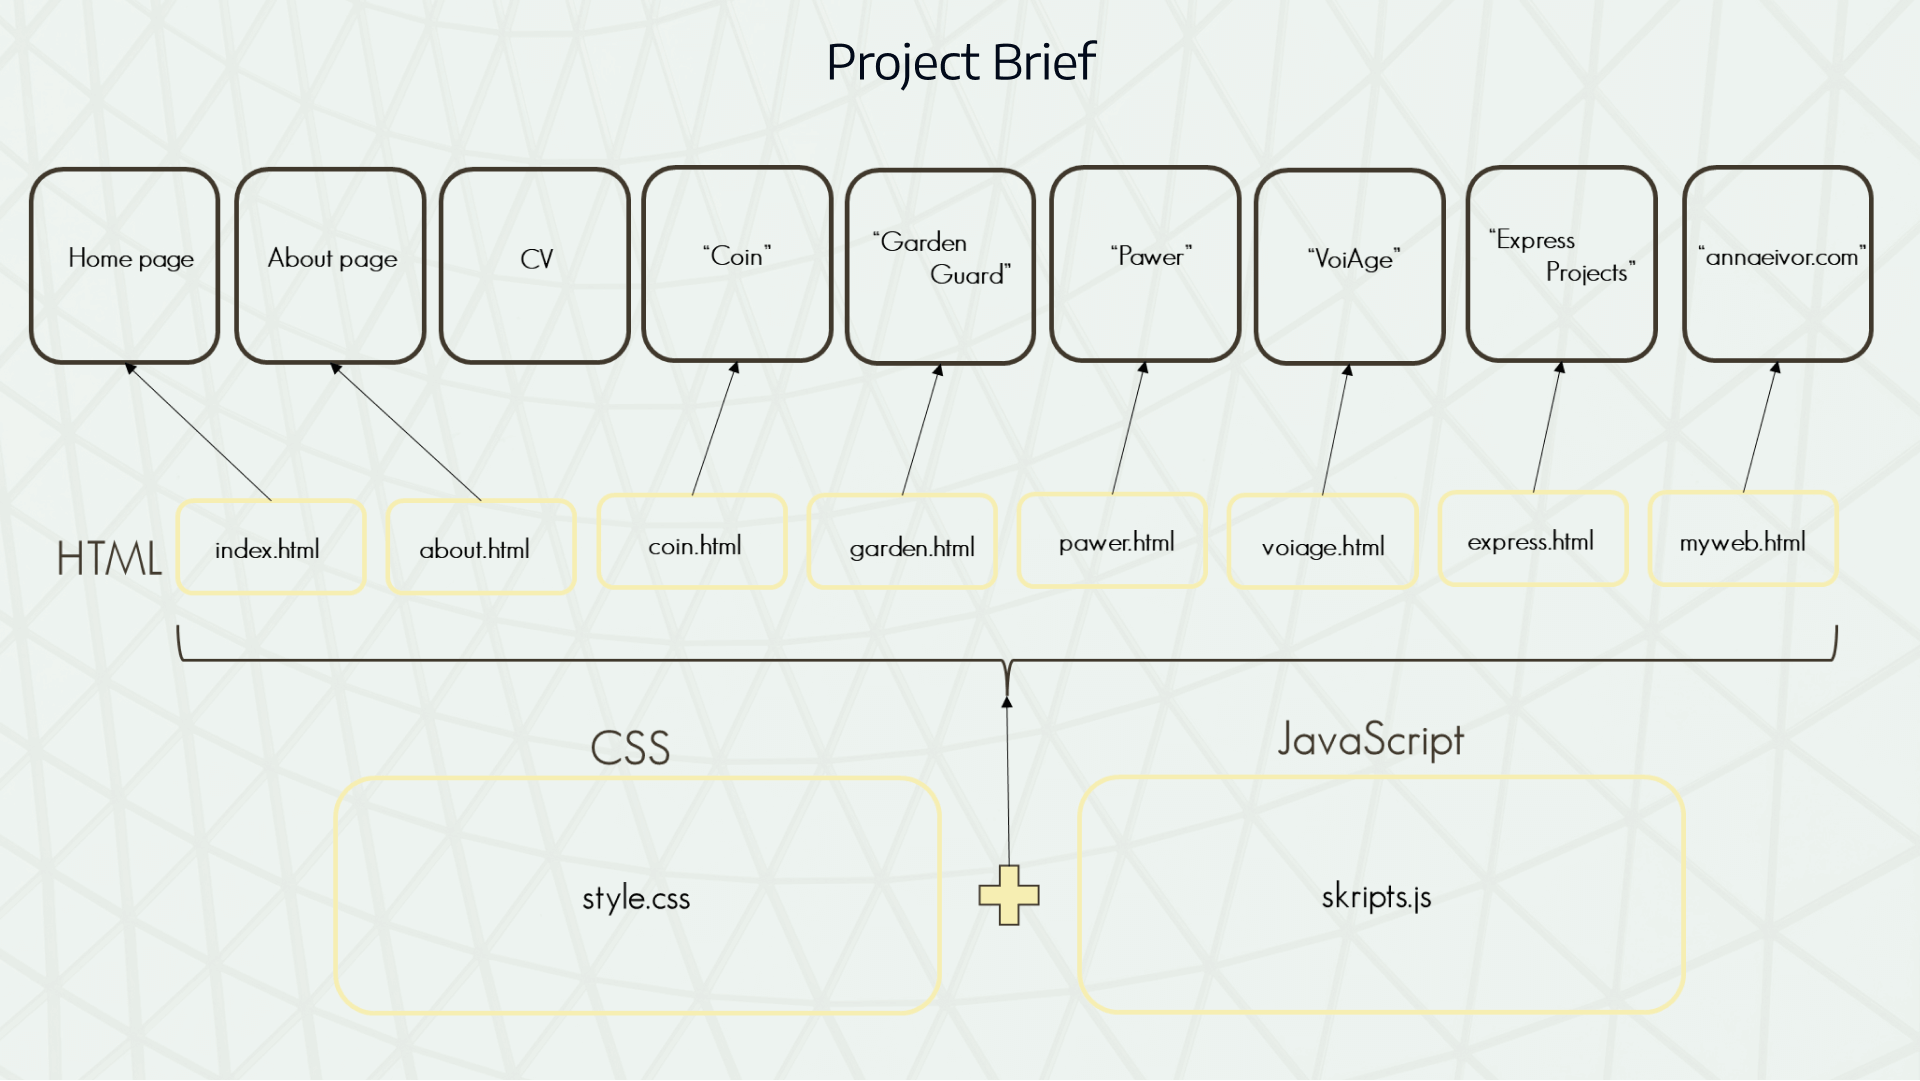 Project Brief
Home page
About page
CV
“Coin”
“Garden
Guard”
“Pawer”
“VoiAge”
“Express
Projects”
“annaeivor.com”
HTML
index.html
about.html
coin.html
garden.html
pawer.html
voiage.html
express.html
myweb.html
CSS
JavaScript
style.css
skripts.js